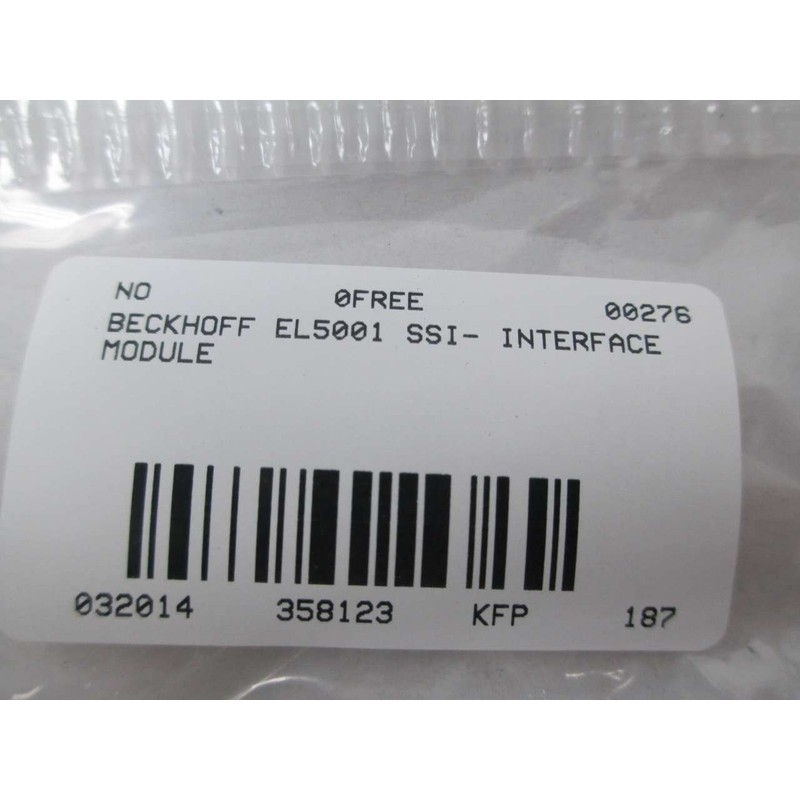 NO 0FREE 00276
BECKHOFF EL5001 SSI- INTERFACE
MODULE
032014 358123 KFP 187